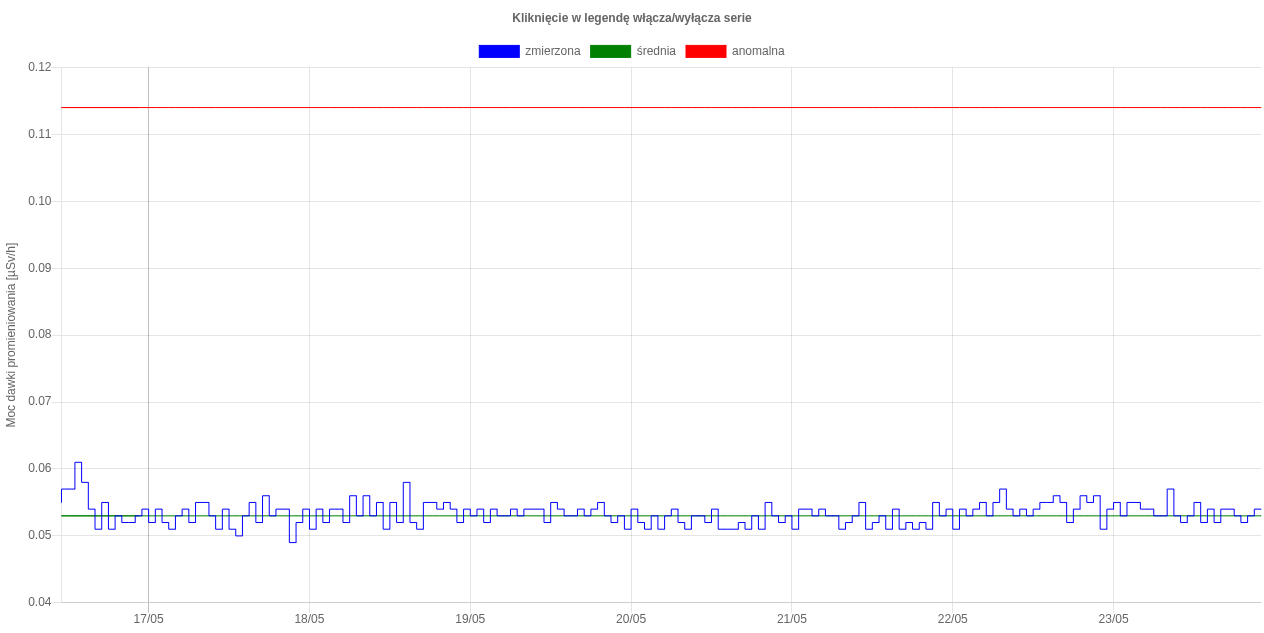 Kliknięcie w legendę włącza/wyłącza serie
zmierzona średnia anomalna
Moc dawki promieniowania [µSv/h]
0.12
0.11
0.10
0.09
0.08
0.07
0.06
0.05
0.04
17/05 18/05 19/05 20/05 21/05 22/05 23/05